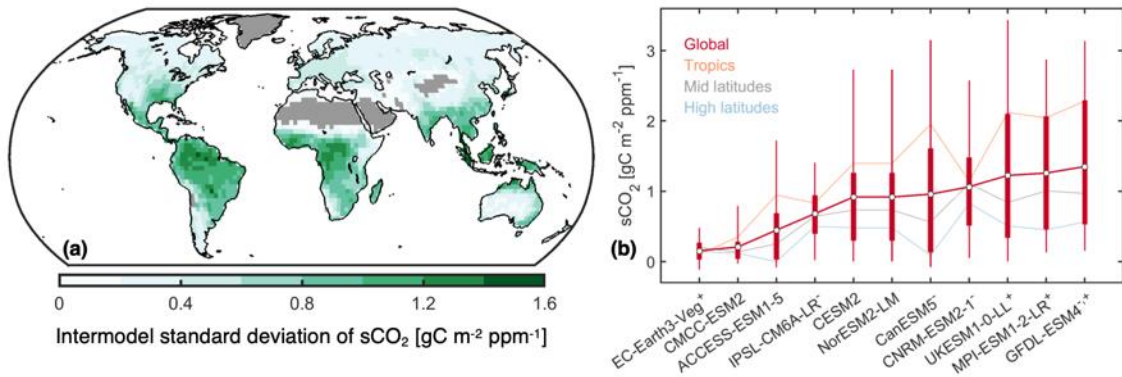 (a)
0 0.4 0.8 1.2 1.6
Intermodel standard deviation of sCO₂ [gC m⁻² ppm⁻¹]
Global
Tropics
Mid latitudes
High latitudes
3
2
1
0
sCO₂ [gC m⁻² ppm⁻¹]
(b)
EC-Earth3-Veg⁺
CMCC-ESM2
ACCESS-ESM1-5
IPSL-CM6A-LR⁻
CESM2
NorESM2-LM
CanESM5⁻
CNRM-ESM2-1⁻
UKESM1-0-LL⁺
MPI-ESM1-2-LR⁺
GFDL-ESM4⁻,⁺